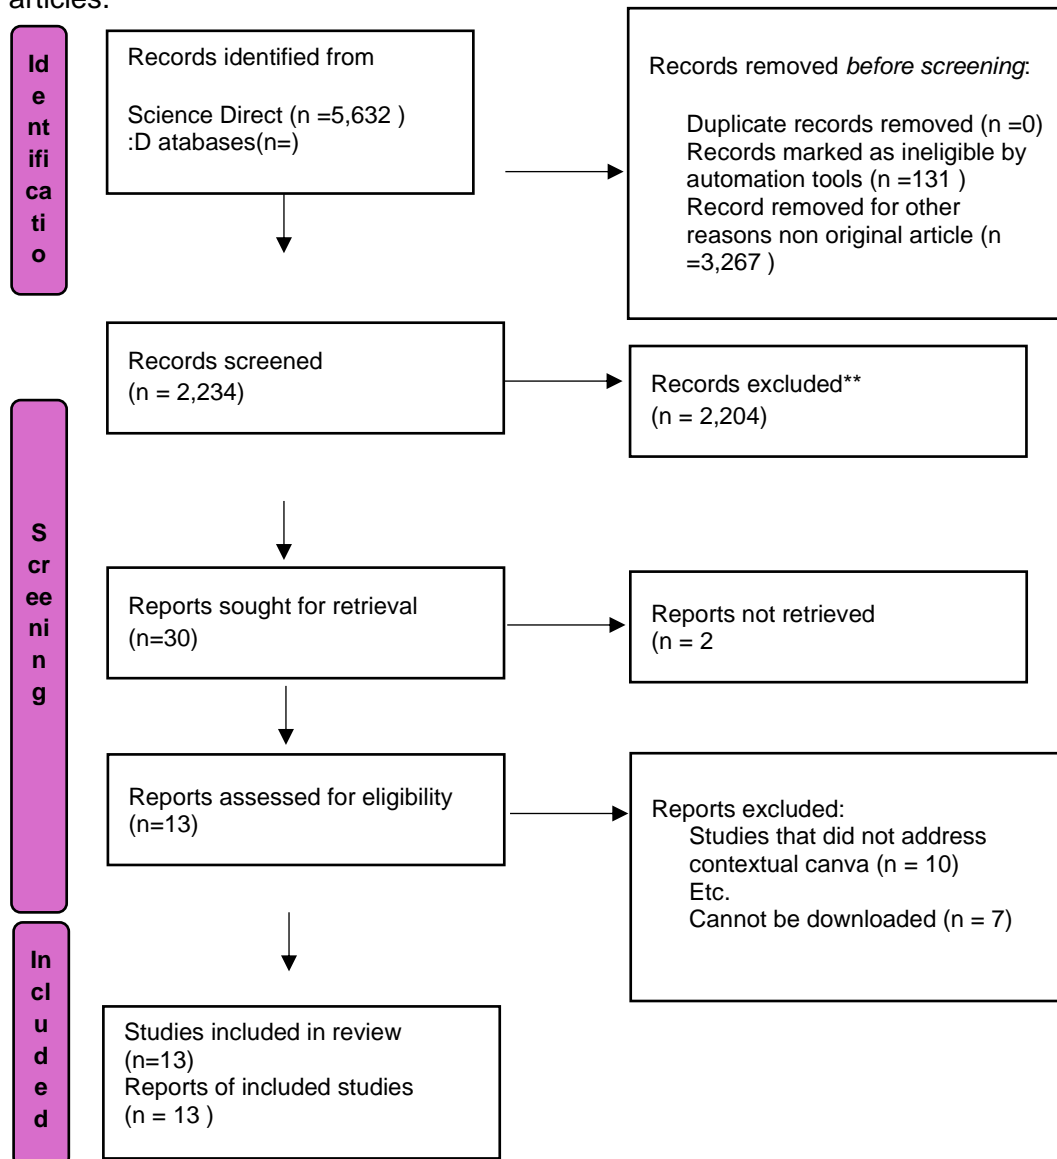 articles.
Id
e
nt
ifi
ca
ti
o
Records identified from
Science Direct (n =5,632 )
:D atabases(n=)
Records removed before screening:
Duplicate records removed (n =0)
Records marked as ineligible by
automation tools (n =131 )
Record removed for other
reasons non original article (n
=3,267 )
Records screened
(n = 2,234)
Records excluded**
(n = 2,204)
S
cr
ee
ni
n
g
Reports sought for retrieval
(n=30)
Reports not retrieved
(n = 2
Reports assessed for eligibility
(n=13)
Reports excluded:
Studies that did not address
contextual canva (n = 10)
Etc.
Cannot be downloaded (n = 7)
In
cl
u
d
e
d
Studies included in review
(n=13)
Reports of included studies
(n = 13 )